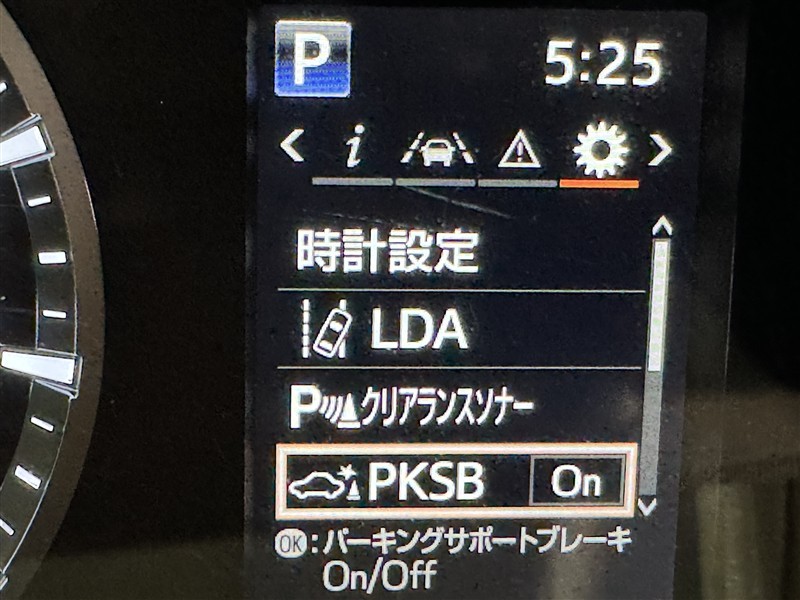 P
5:25
時計設定
LDA
Pクリアランスソナー
PKSB On
OK:パーキングサポートブレーキ
On/Off